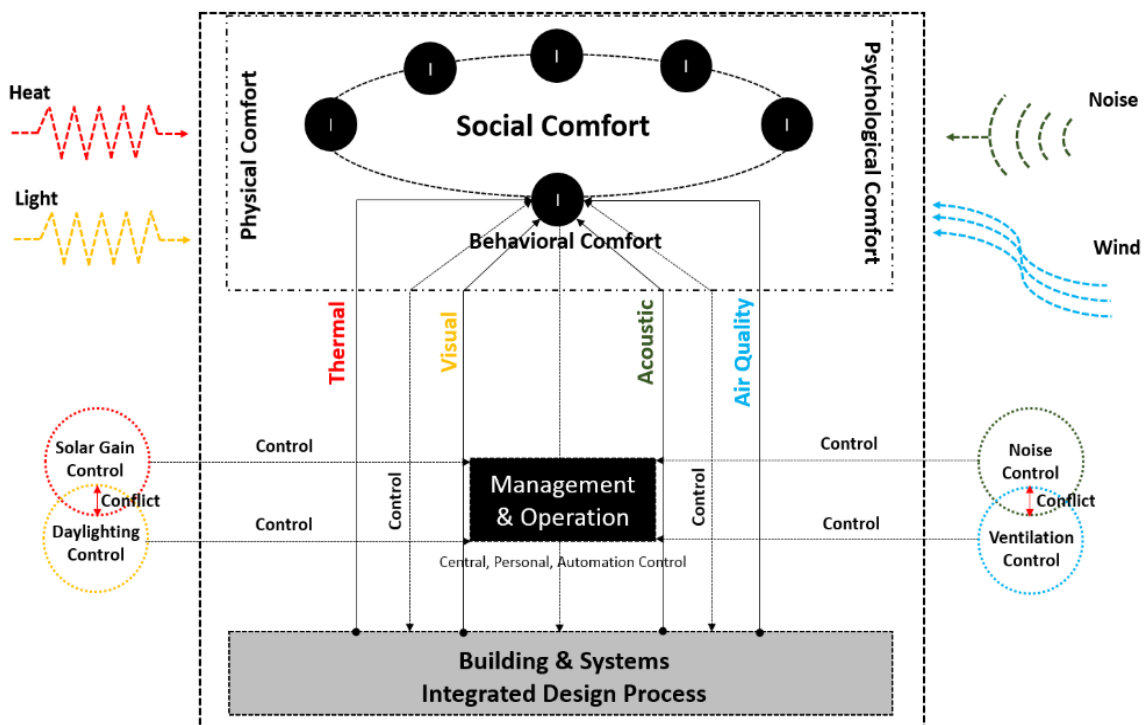 Heat
Light
Physical Comfort
I
I
I
I
I
Social Comfort
I
Behavioral Comfort
Psychological Comfort
Noise
Wind
Thermal
Visual
Acoustic
Air Quality
Solar Gain
Control
Conflict
Daylighting
Control
Control
Control
Control
Management
& Operation
Central, Personal, Automation Control
Control
Control
Control
Noise
Control
Conflict
Ventilation
Control
Building & Systems
Integrated Design Process